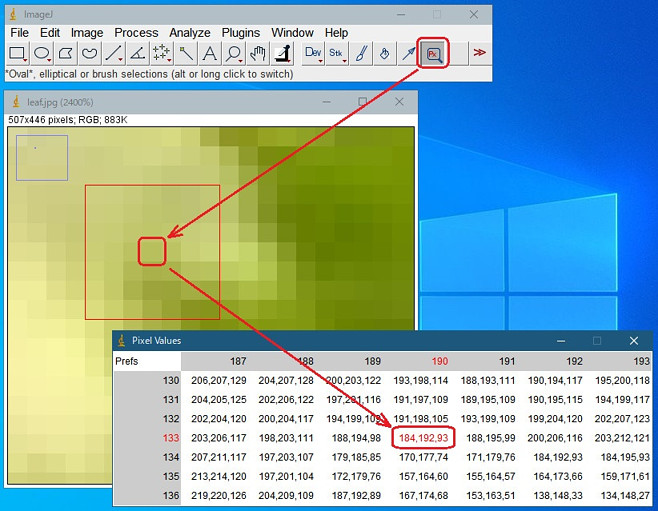 ImageJ
File Edit Image Process Analyze Plugins Window Help
A Dev Stk Px >>
*Oval*, elliptical or brush selections (alt or long click to switch)
leaf.jpg (2400%)
507x446 pixels; RGB; 883K
Pixel Values
Prefs 187 188 189 190 191 192 193
130 206,207,129 204,207,128 200,203,122 193,198,114 188,193,111 190,194,117 195,200,118
131 204,205,125 202,206,122 197,201,116 191,197,109 189,195,109 190,195,115 194,199,117
132 202,204,120 200,204,117 194,199,109 191,198,105 193,199,109 199,204,120 202,207,123
133 203,206,117 198,203,111 188,194,98 184,192,93 188,195,99 200,206,116 203,212,121
134 207,211,117 197,203,107 179,185,85 170,177,74 171,179,76 184,192,93 184,195,93
135 213,214,120 197,201,104 172,179,76 157,164,60 155,164,57 164,173,66 159,171,61
136 219,220,126 204,209,109 187,192,89 167,174,68 153,163,51 138,148,33 134,148,27